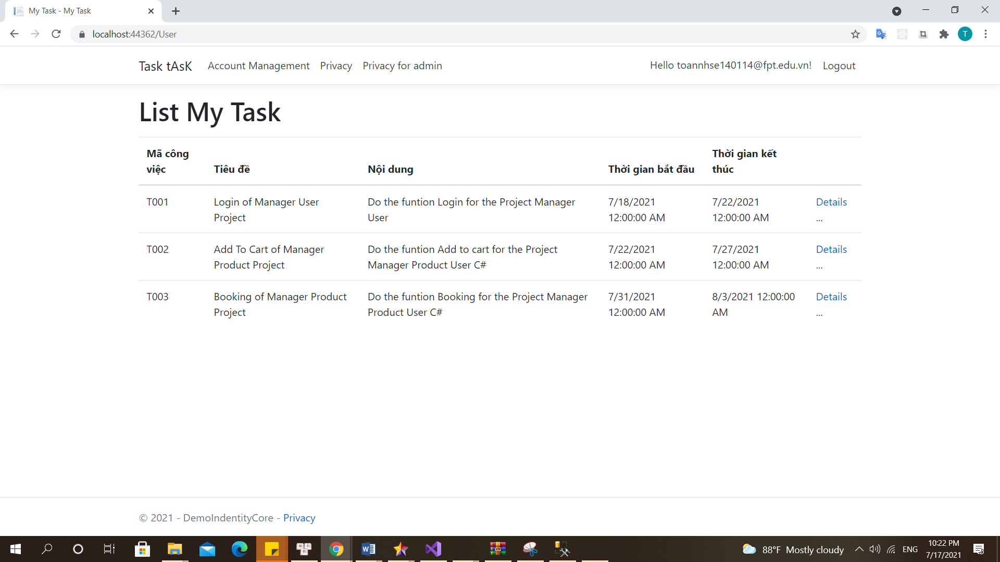 My Task - My Task
localhost:44362/User
T
Task tAsK Account Management Privacy Privacy for admin Hello toannhse140114@fpt.edu.vn! Logout
List My Task
Mã công việc Tiêu đề Nội dung Thời gian bắt đầu Thời gian kết thúc
T001 Login of Manager User Project Do the funtion Login for the Project Manager User 7/18/2021 12:00:00 AM 7/22/2021 12:00:00 AM Details ...
T002 Add To Cart of Manager Product Project Do the funtion Add to cart for the Project Manager Product User C# 7/22/2021 12:00:00 AM 7/27/2021 12:00:00 AM Details ...
T003 Booking of Manager Product Project Do the funtion Booking for the Project Manager Product User C# 7/31/2021 12:00:00 AM 8/3/2021 12:00:00 AM Details ...
© 2021 - DemoIndentityCore - Privacy
88°F Mostly cloudy ENG 10:22 PM
7/17/2021